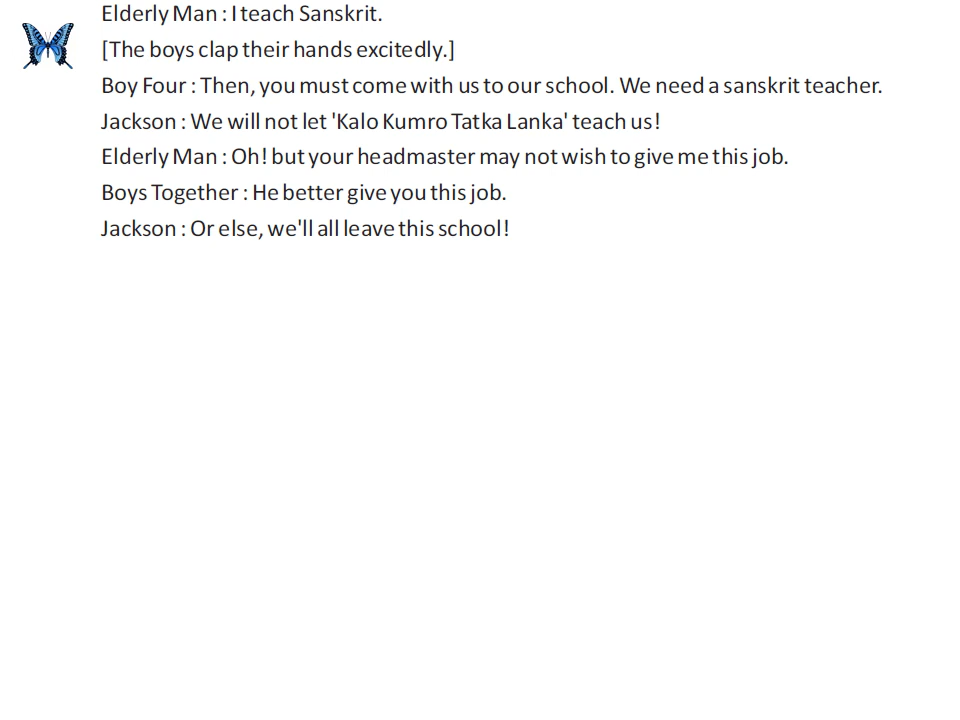 Elderly Man : I teach Sanskrit.
[The boys clap their hands excitedly.]
Boy Four : Then, you must come with us to our school. We need a sanskrit teacher.
Jackson : We will not let 'Kalo Kumro Tatka Lanka' teach us!
Elderly Man : Oh! but your headmaster may not wish to give me this job.
Boys Together : He better give you this job.
Jackson : Or else, we'll all leave this school!